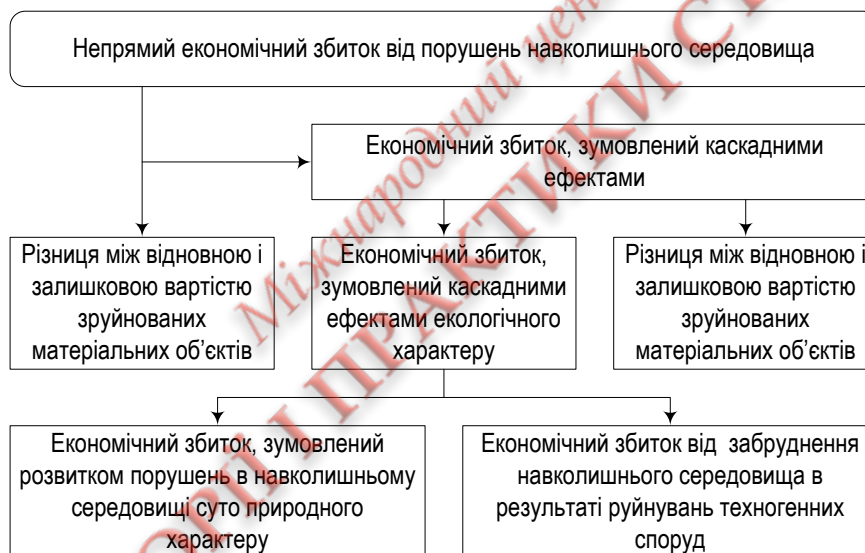 Непрямий економічний збиток від порушень навколишнього середовища
Економічний збиток, зумовлений каскадними
ефектами
Різниця між відновною і
залишковою вартістю
зруйнованих
матеріальних об’єктів
Економічний збиток,
зумовлений каскадними
ефектами екологічного
характеру
Різниця між відновною і
залишковою вартістю
зруйнованих
матеріальних об’єктів
Економічний збиток, зумовлений
розвитком порушень в навколишньому
середовищі суто природного
характеру
Економічний збиток від забруднення
навколишнього середовища в
результаті руйнувань техногенних
споруд
Міжнародний
І ПРАКТИКИ